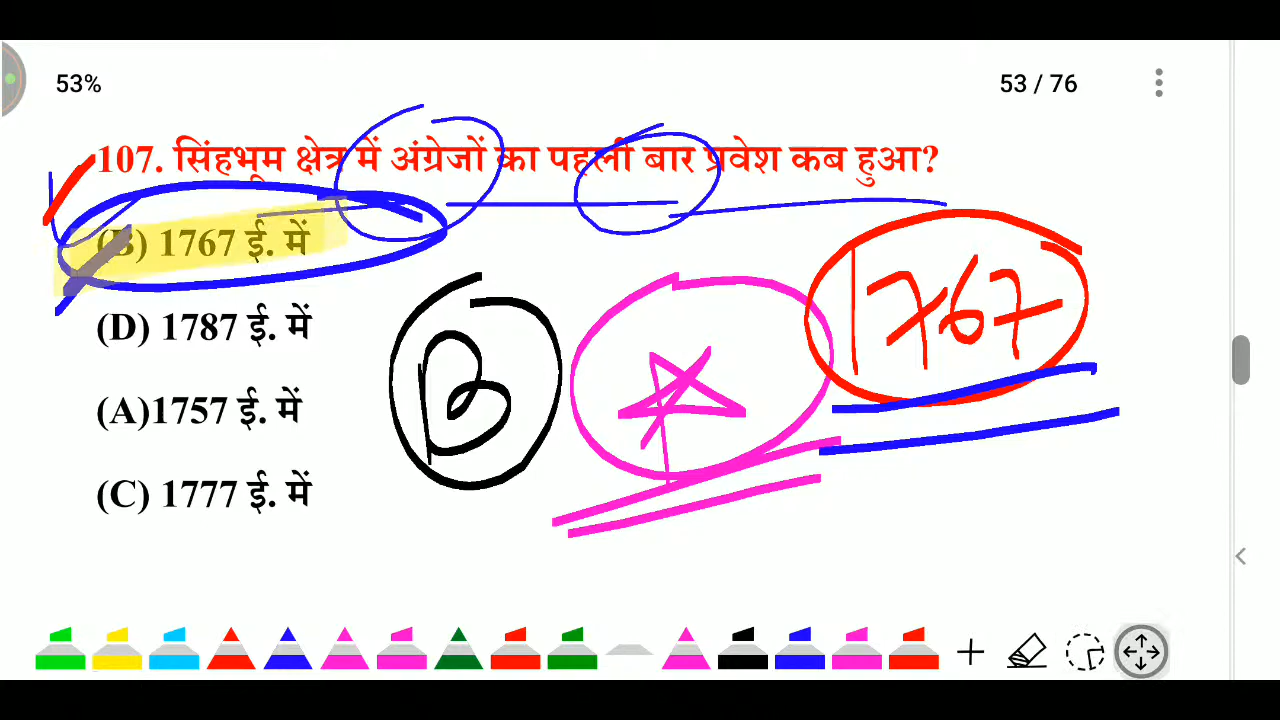 53%
53 / 76
107. सिंहभूम क्षेत्र में अंग्रेजों का पहली बार प्रवेश कब हुआ?
(B) 1767 ई. में
(D) 1787 ई. में
(A)1757 ई. में
(C) 1777 ई. में
B
1767